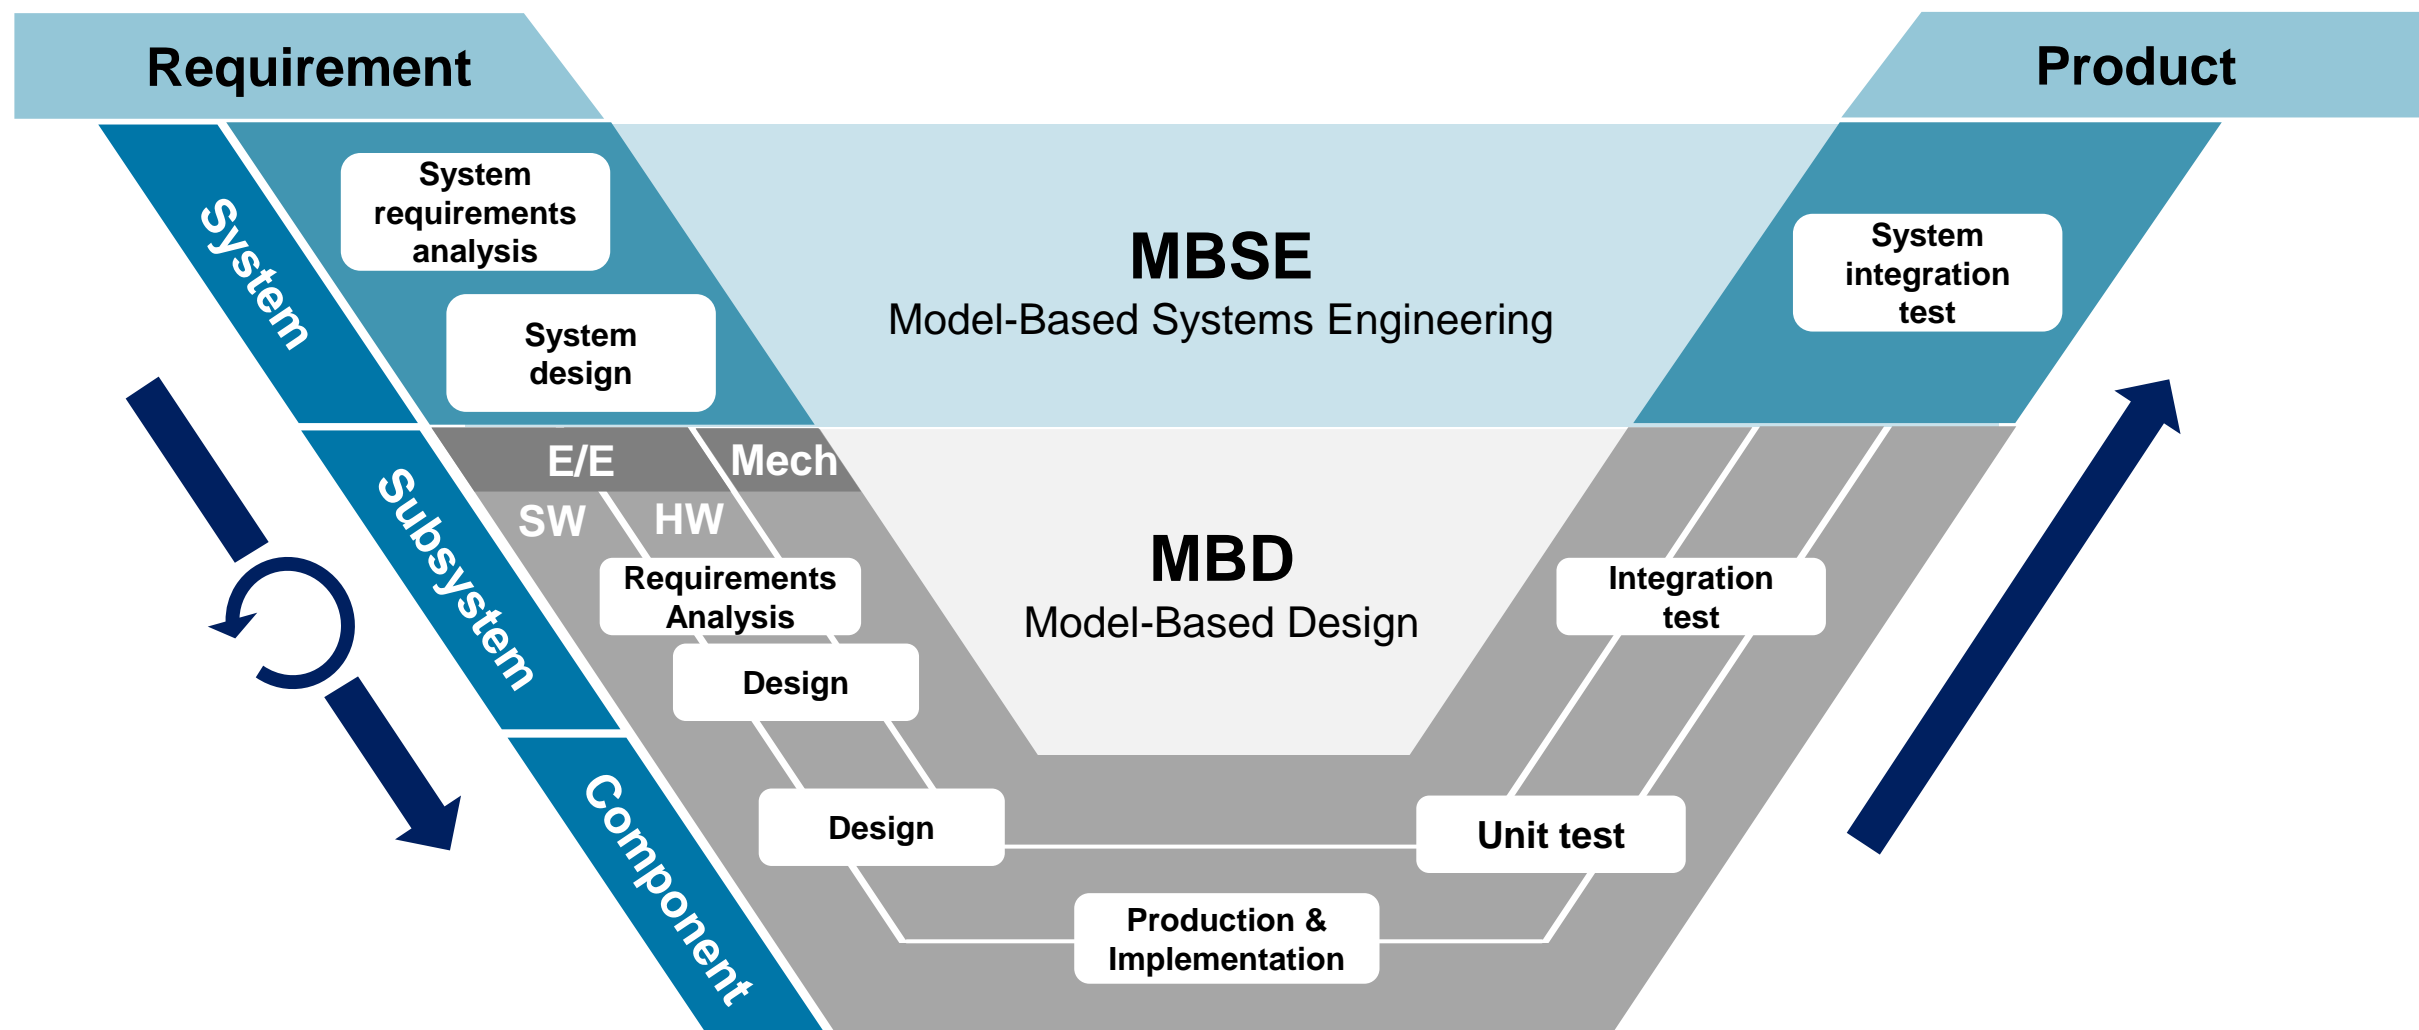 Requirement
Product
System
requirements
analysis
System
design
System
MBSE
Model-Based Systems Engineering
System
integration
test
E/E
Mech
SW
HW
Subsystem
Requirements
Analysis
Design
MBD
Model-Based Design
Integration
test
Component
Design
Unit test
Production &
Implementation